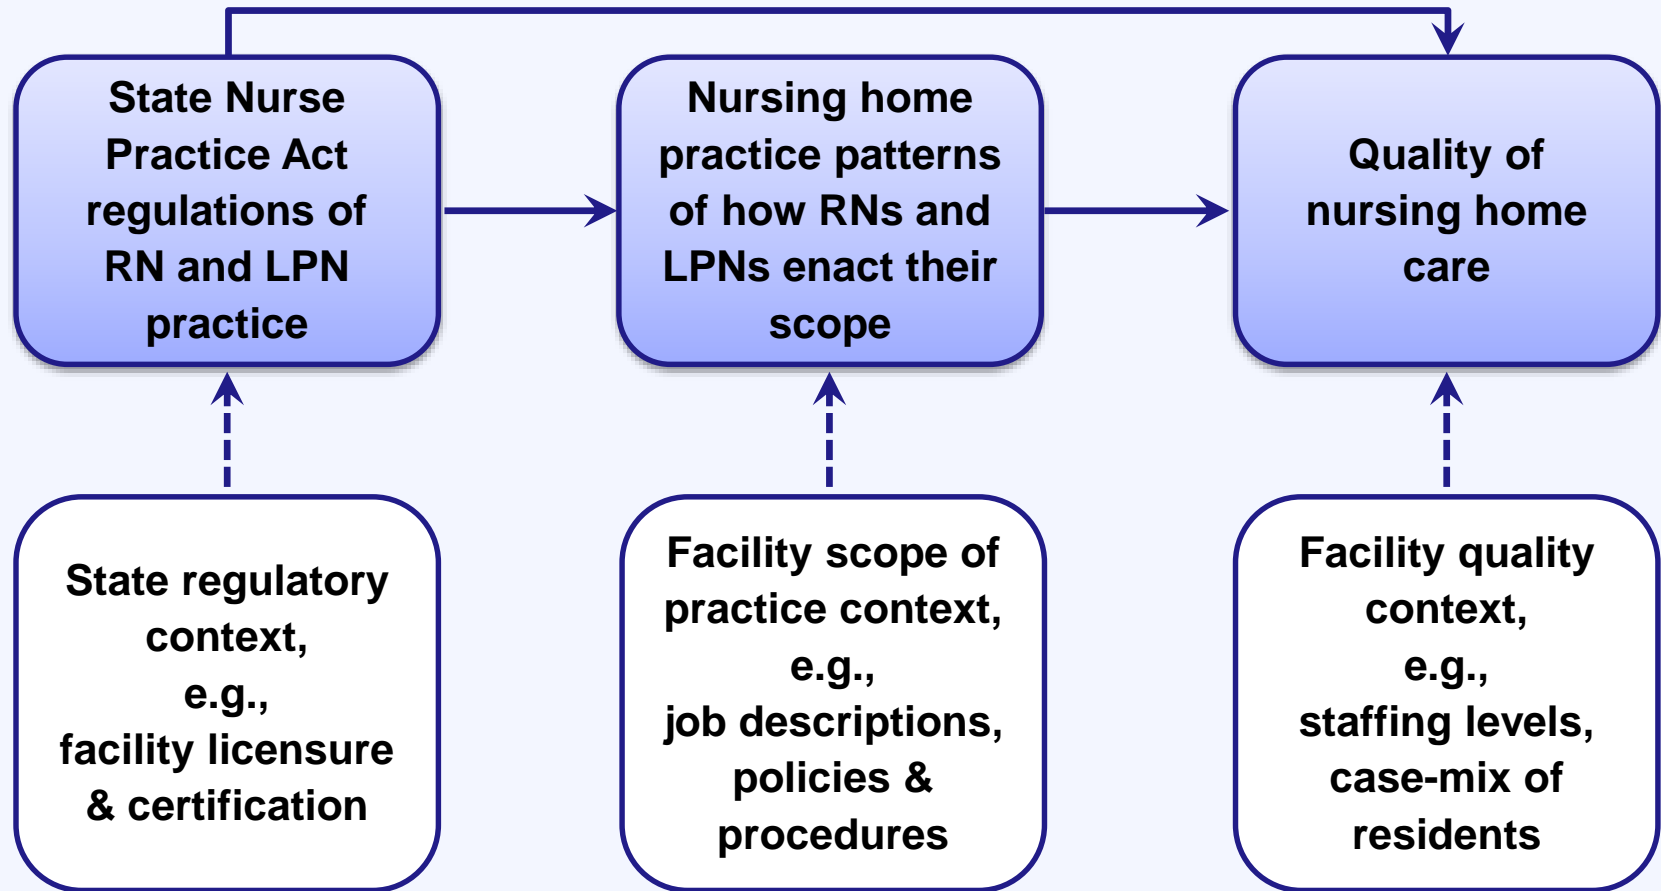 State Nurse
Practice Act
regulations of
RN and LPN
practice
Nursing home
practice patterns
of how RNs and
LPNs enact their
scope
Quality of
nursing home
care
State regulatory
context,
e.g.,
facility licensure
& certification
Facility scope of
practice context,
e.g.,
job descriptions,
policies &
procedures
Facility quality
context,
e.g.,
staffing levels,
case-mix of
residents